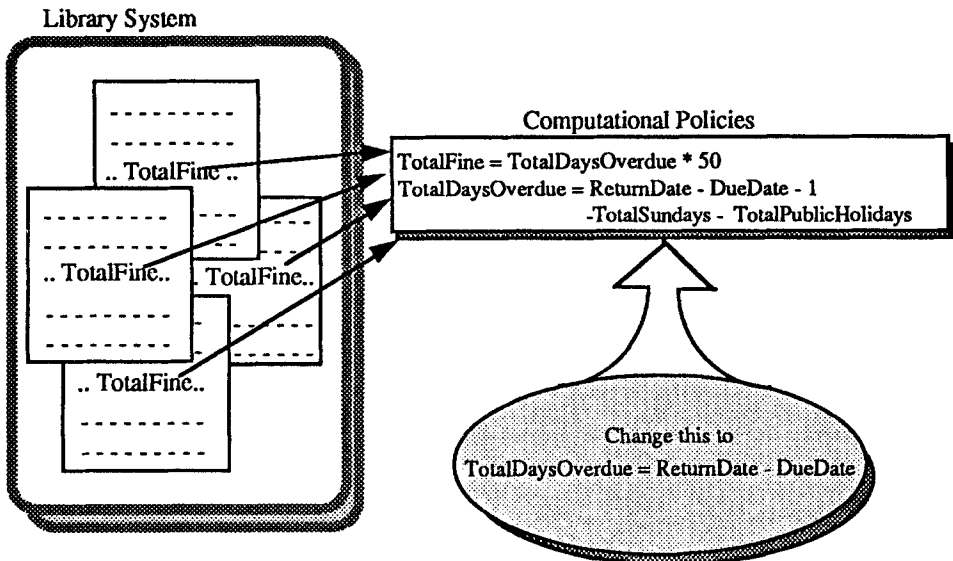 Library System
.. TotalFine ..
.. TotalFine..
. TotalFine..
.. TotalFine..
Computational Policies
TotalFine = TotalDaysOverdue * 50
TotalDaysOverdue = ReturnDate - DueDate - 1
-TotalSundays - TotalPublicHolidays
Change this to
TotalDaysOverdue = ReturnDate - DueDate